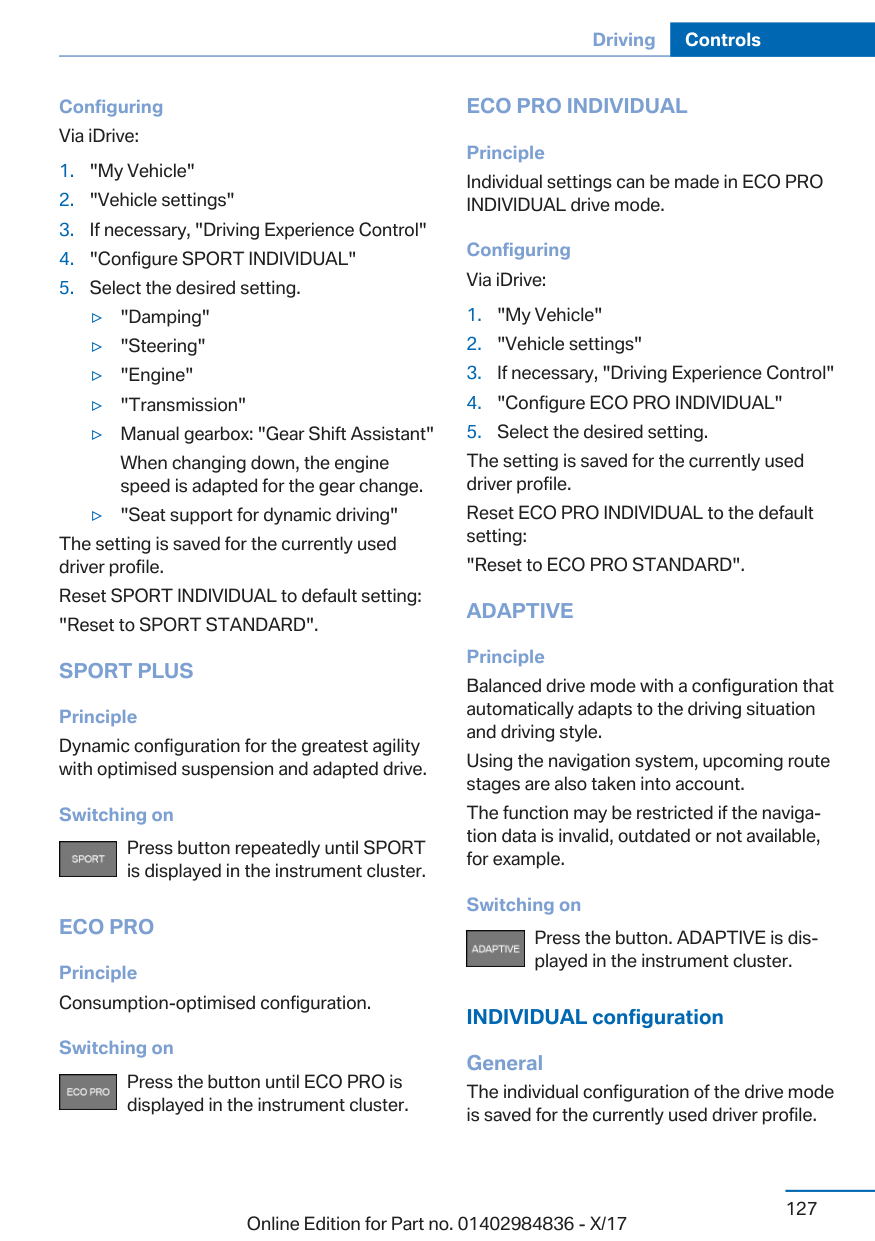 Driving Controls
Configuring
Via iDrive:
1. "My Vehicle"
2. "Vehicle settings"
3. If necessary, "Driving Experience Control"
4. "Configure SPORT INDIVIDUAL"
5. Select the desired setting.
▷ "Damping"
▷ "Steering"
▷ "Engine"
▷ "Transmission"
▷ Manual gearbox: "Gear Shift Assistant"
When changing down, the engine
speed is adapted for the gear change.
▷ "Seat support for dynamic driving"
The setting is saved for the currently used
driver profile.
Reset SPORT INDIVIDUAL to default setting:
"Reset to SPORT STANDARD".
SPORT PLUS
Principle
Dynamic configuration for the greatest agility
with optimised suspension and adapted drive.
Switching on
SPORT
Press button repeatedly until SPORT
is displayed in the instrument cluster.
ECO PRO
Principle
Consumption-optimised configuration.
Switching on
ECO PRO
Press the button until ECO PRO is
displayed in the instrument cluster.
ECO PRO INDIVIDUAL
Principle
Individual settings can be made in ECO PRO
INDIVIDUAL drive mode.
Configuring
Via iDrive:
1. "My Vehicle"
2. "Vehicle settings"
3. If necessary, "Driving Experience Control"
4. "Configure ECO PRO INDIVIDUAL"
5. Select the desired setting.
The setting is saved for the currently used
driver profile.
Reset ECO PRO INDIVIDUAL to the default
setting:
"Reset to ECO PRO STANDARD".
ADAPTIVE
Principle
Balanced drive mode with a configuration that
automatically adapts to the driving situation
and driving style.
Using the navigation system, upcoming route
stages are also taken into account.
The function may be restricted if the naviga-
tion data is invalid, outdated or not available,
for example.
Switching on
ADAPTIVE
Press the button. ADAPTIVE is dis-
played in the instrument cluster.
INDIVIDUAL configuration
General
The individual configuration of the drive mode
is saved for the currently used driver profile.
127
Online Edition for Part no. 01402984836 - X/17